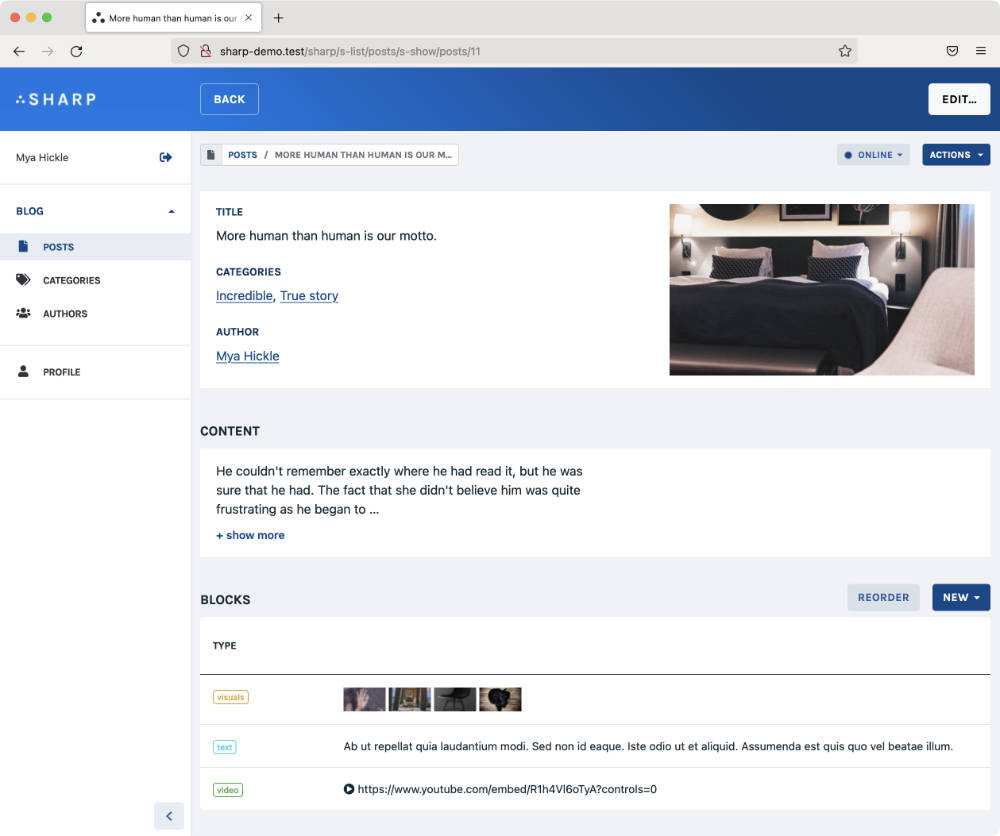 More human than human is our
sharp-demo.test/sharp/s-list/posts/s-show/posts/11
SHARP
BACK
EDIT...
Mya Hickle
POSTS / MORE HUMAN THAN HUMAN IS OUR M...
ONLINE
ACTIONS
BLOG
POSTS
CATEGORIES
AUTHORS
PROFILE
TITLE
More human than human is our motto.
CATEGORIES
Incredible, True story
AUTHOR
Mya Hickle
CONTENT
He couldn't remember exactly where he had read it, but he was
sure that he had. The fact that she didn't believe him was quite
frustrating as he began to ...
+ show more
BLOCKS
REORDER
NEW
TYPE
visuals
text
Ab ut repellat quia laudantium modi. Sed non id eaque. Iste odio ut et aliquid. Assumenda est quis quo vel beatae illum.
video
https://www.youtube.com/embed/R1h4Vl6oTyA?controls=0